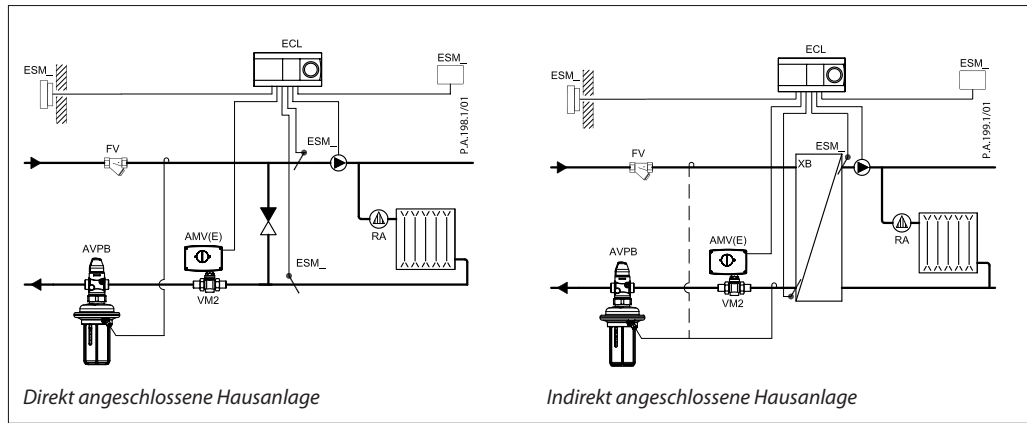 ECL
ESM_
ESM_
P.A.198.1/01
ESM_
FV
RA
AMV(E)
AVPB
ESM_
VM2
Direkt angeschlossene Hausanlage
ECL
ESM_
ESM_
P.A.199.1/01
ESM_
FV
XB
RA
AMV(E)
AVPB
VM2
Indirekt angeschlossene Hausanlage